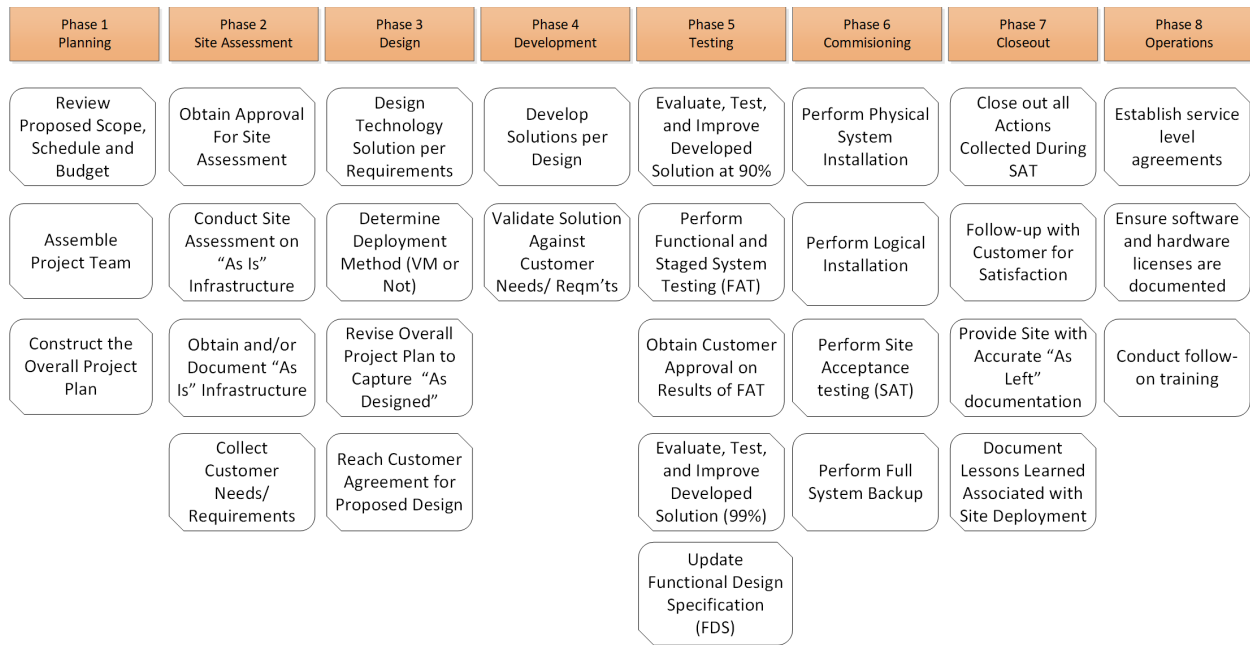 Phase 1
Planning
Phase 2
Site Assessment
Phase 3
Design
Phase 4
Development
Phase 5
Testing
Phase 6
Commisioning
Phase 7
Closeout
Phase 8
Operations
Review
Proposed Scope,
Schedule and
Budget
Obtain Approval
For Site
Assessment
Design
Technology
Solution per
Requirements
Develop
Solutions per
Design
Evaluate, Test,
and Improve
Developed
Solution at 90%
Perform Physical
System
Installation
Close out all
Actions
Collected During
SAT
Establish service
level
agreements
Assemble
Project Team
Conduct Site
Assessment on
“As Is”
Infrastructure
Determine
Deployment
Method (VM or
Not)
Validate Solution
Against
Customer
Needs/ Reqm’ts
Perform
Functional and
Staged System
Testing (FAT)
Perform Logical
Installation
Follow-up with
Customer for
Satisfaction
Ensure software
and hardware
licenses are
documented
Construct the
Overall Project
Plan
Obtain and/or
Document “As
Is” Infrastructure
Revise Overall
Project Plan to
Capture “As
Designed”
Obtain Customer
Approval on
Results of FAT
Perform Site
Acceptance
testing (SAT)
Provide Site with
Accurate “As
Left”
documentation
Conduct follow-
on training
Collect
Customer
Needs/
Requirements
Reach Customer
Agreement for
Proposed Design
Evaluate, Test,
and Improve
Developed
Solution (99%)
Perform Full
System Backup
Document
Lessons Learned
Associated with
Site Deployment
Update
Functional Design
Specification
(FDS)